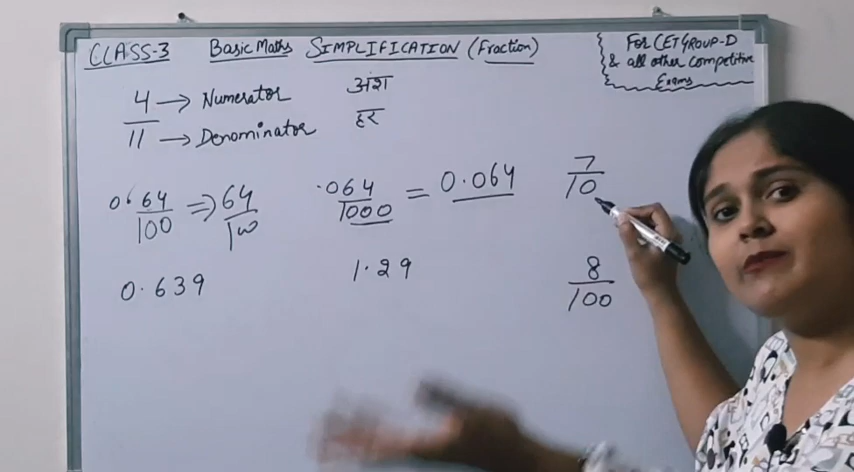 CLASS-3 Basic Maths SIMPLIFICATION (Fraction)
For CET GROUP-D
& all other competitive
Exams
4 → Numerator अंश
11 → Denominator हर
0.64/100 ⇒ 64/100
.064/1000 = 0.064
7/10
0.639
1.29
8/100